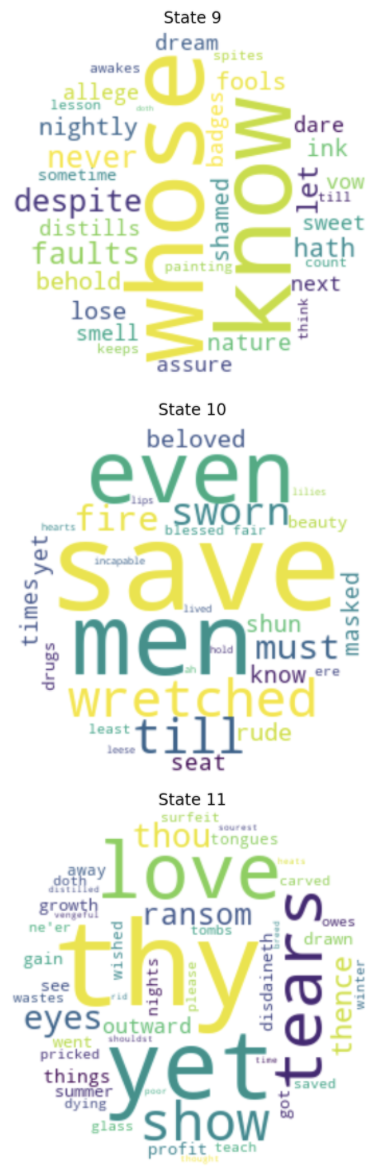 State 9
dream
spites
awakes
allege
fools
lesson
doth
badges
nightly
whose
know
dare
ink
never
sometime
let
vow
till
despite
shamed
sweet
distills
hath
faults
painting
count
behold
next
lose
think
smell
nature
keeps
assure
State 10
beloved
even
lilies
lips
fire
sworn
beauty
hearts
blessed fair
yet
save
incapable
times
masked
lived
men
shun
drugs
hold
must
ah
know
ere
wretched
least
till
rude
leese
seat
State 11
surfeit
thou
sourest
tongues
love
heats
away
doth
carved
distilled
growth
vengeful
ransom
tears
owes
ne'er
tombs
breed
drawn
wished
thy
gain
disdaineth
thence
winter
see
nights
please
wastes
rid
eyes
outward
went
shouldst
pricked
yet
time
things
got
saved
summer
poor
dying
show
glass
profit
teach
thought